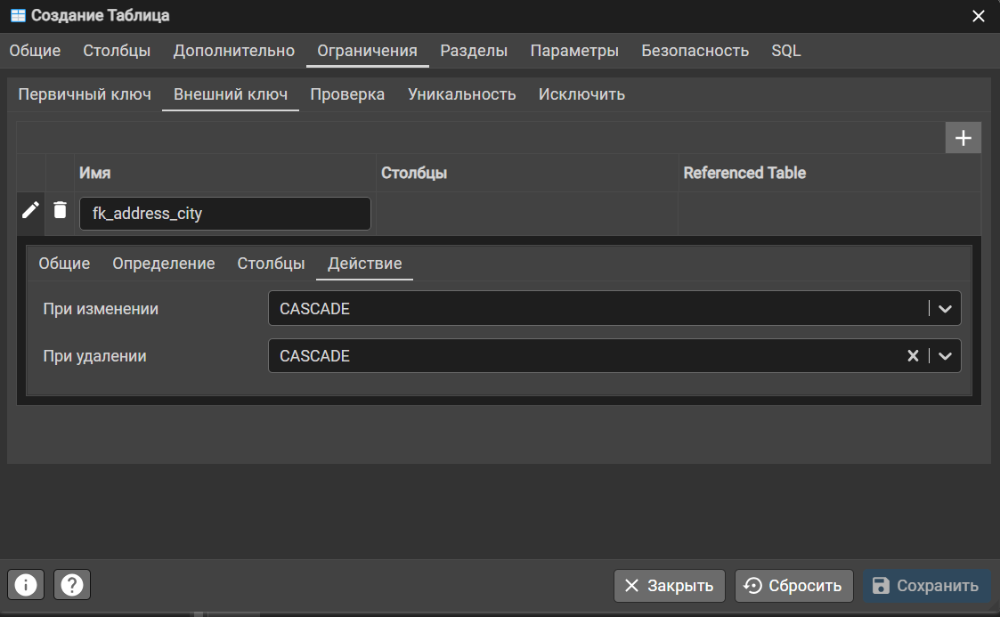 Создание Таблица
Общие Столбцы Дополнительно Ограничения Разделы Параметры Безопасность SQL
Первичный ключ Внешний ключ Проверка Уникальность Исключить
Имя Столбцы Referenced Table
fk_address_city
Общие Определение Столбцы Действие
При изменении CASCADE
При удалении CASCADE
Закрыть Сбросить Сохранить